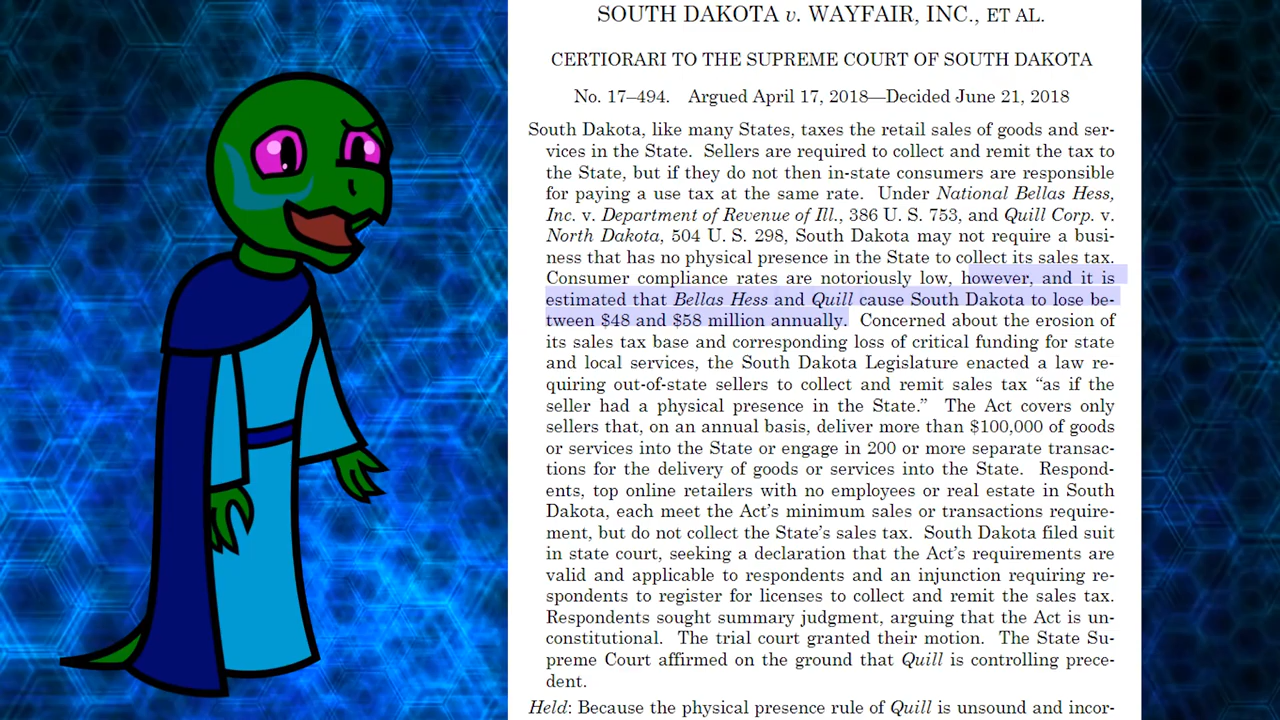 SOUTH DAKOTA v. WAYFAIR, INC., ET AL.
CERTIORARI TO THE SUPREME COURT OF SOUTH DAKOTA
No. 17–494. Argued April 17, 2018—Decided June 21, 2018
South Dakota, like many States, taxes the retail sales of goods and ser-
vices in the State. Sellers are required to collect and remit the tax to
the State, but if they do not then in-state consumers are responsible
for paying a use tax at the same rate. Under National Bellas Hess,
Inc. v. Department of Revenue of Ill., 386 U. S. 753, and Quill Corp. v.
North Dakota, 504 U. S. 298, South Dakota may not require a busi-
ness that has no physical presence in the State to collect its sales tax.
Consumer compliance rates are notoriously low, however, and it is
estimated that Bellas Hess and Quill cause South Dakota to lose be-
tween $48 and $58 million annually. Concerned about the erosion of
its sales tax base and corresponding loss of critical funding for state
and local services, the South Dakota Legislature enacted a law re-
quiring out-of-state sellers to collect and remit sales tax “as if the
seller had a physical presence in the State.” The Act covers only
sellers that, on an annual basis, deliver more than $100,000 of goods
or services into the State or engage in 200 or more separate transac-
tions for the delivery of goods or services into the State. Respond-
ents, top online retailers with no employees or real estate in South
Dakota, each meet the Act’s minimum sales or transactions require-
ment, but do not collect the State’s sales tax. South Dakota filed suit
in state court, seeking a declaration that the Act’s requirements are
valid and applicable to respondents and an injunction requiring re-
spondents to register for licenses to collect and remit the sales tax.
Respondents sought summary judgment, arguing that the Act is un-
constitutional. The trial court granted their motion. The State Su-
preme Court affirmed on the ground that Quill is controlling prece-
dent.
Held: Because the physical presence rule of Quill is unsound and incor-